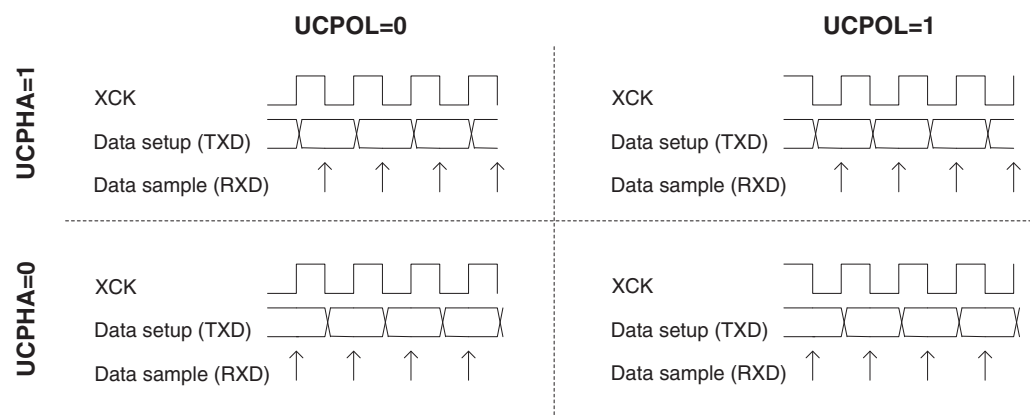 UCPOL=0
UCPOL=1
UCPHA=1
XCK
Data setup (TXD)
Data sample (RXD)
XCK
Data setup (TXD)
Data sample (RXD)
UCPHA=0
XCK
Data setup (TXD)
Data sample (RXD)
XCK
Data setup (TXD)
Data sample (RXD)